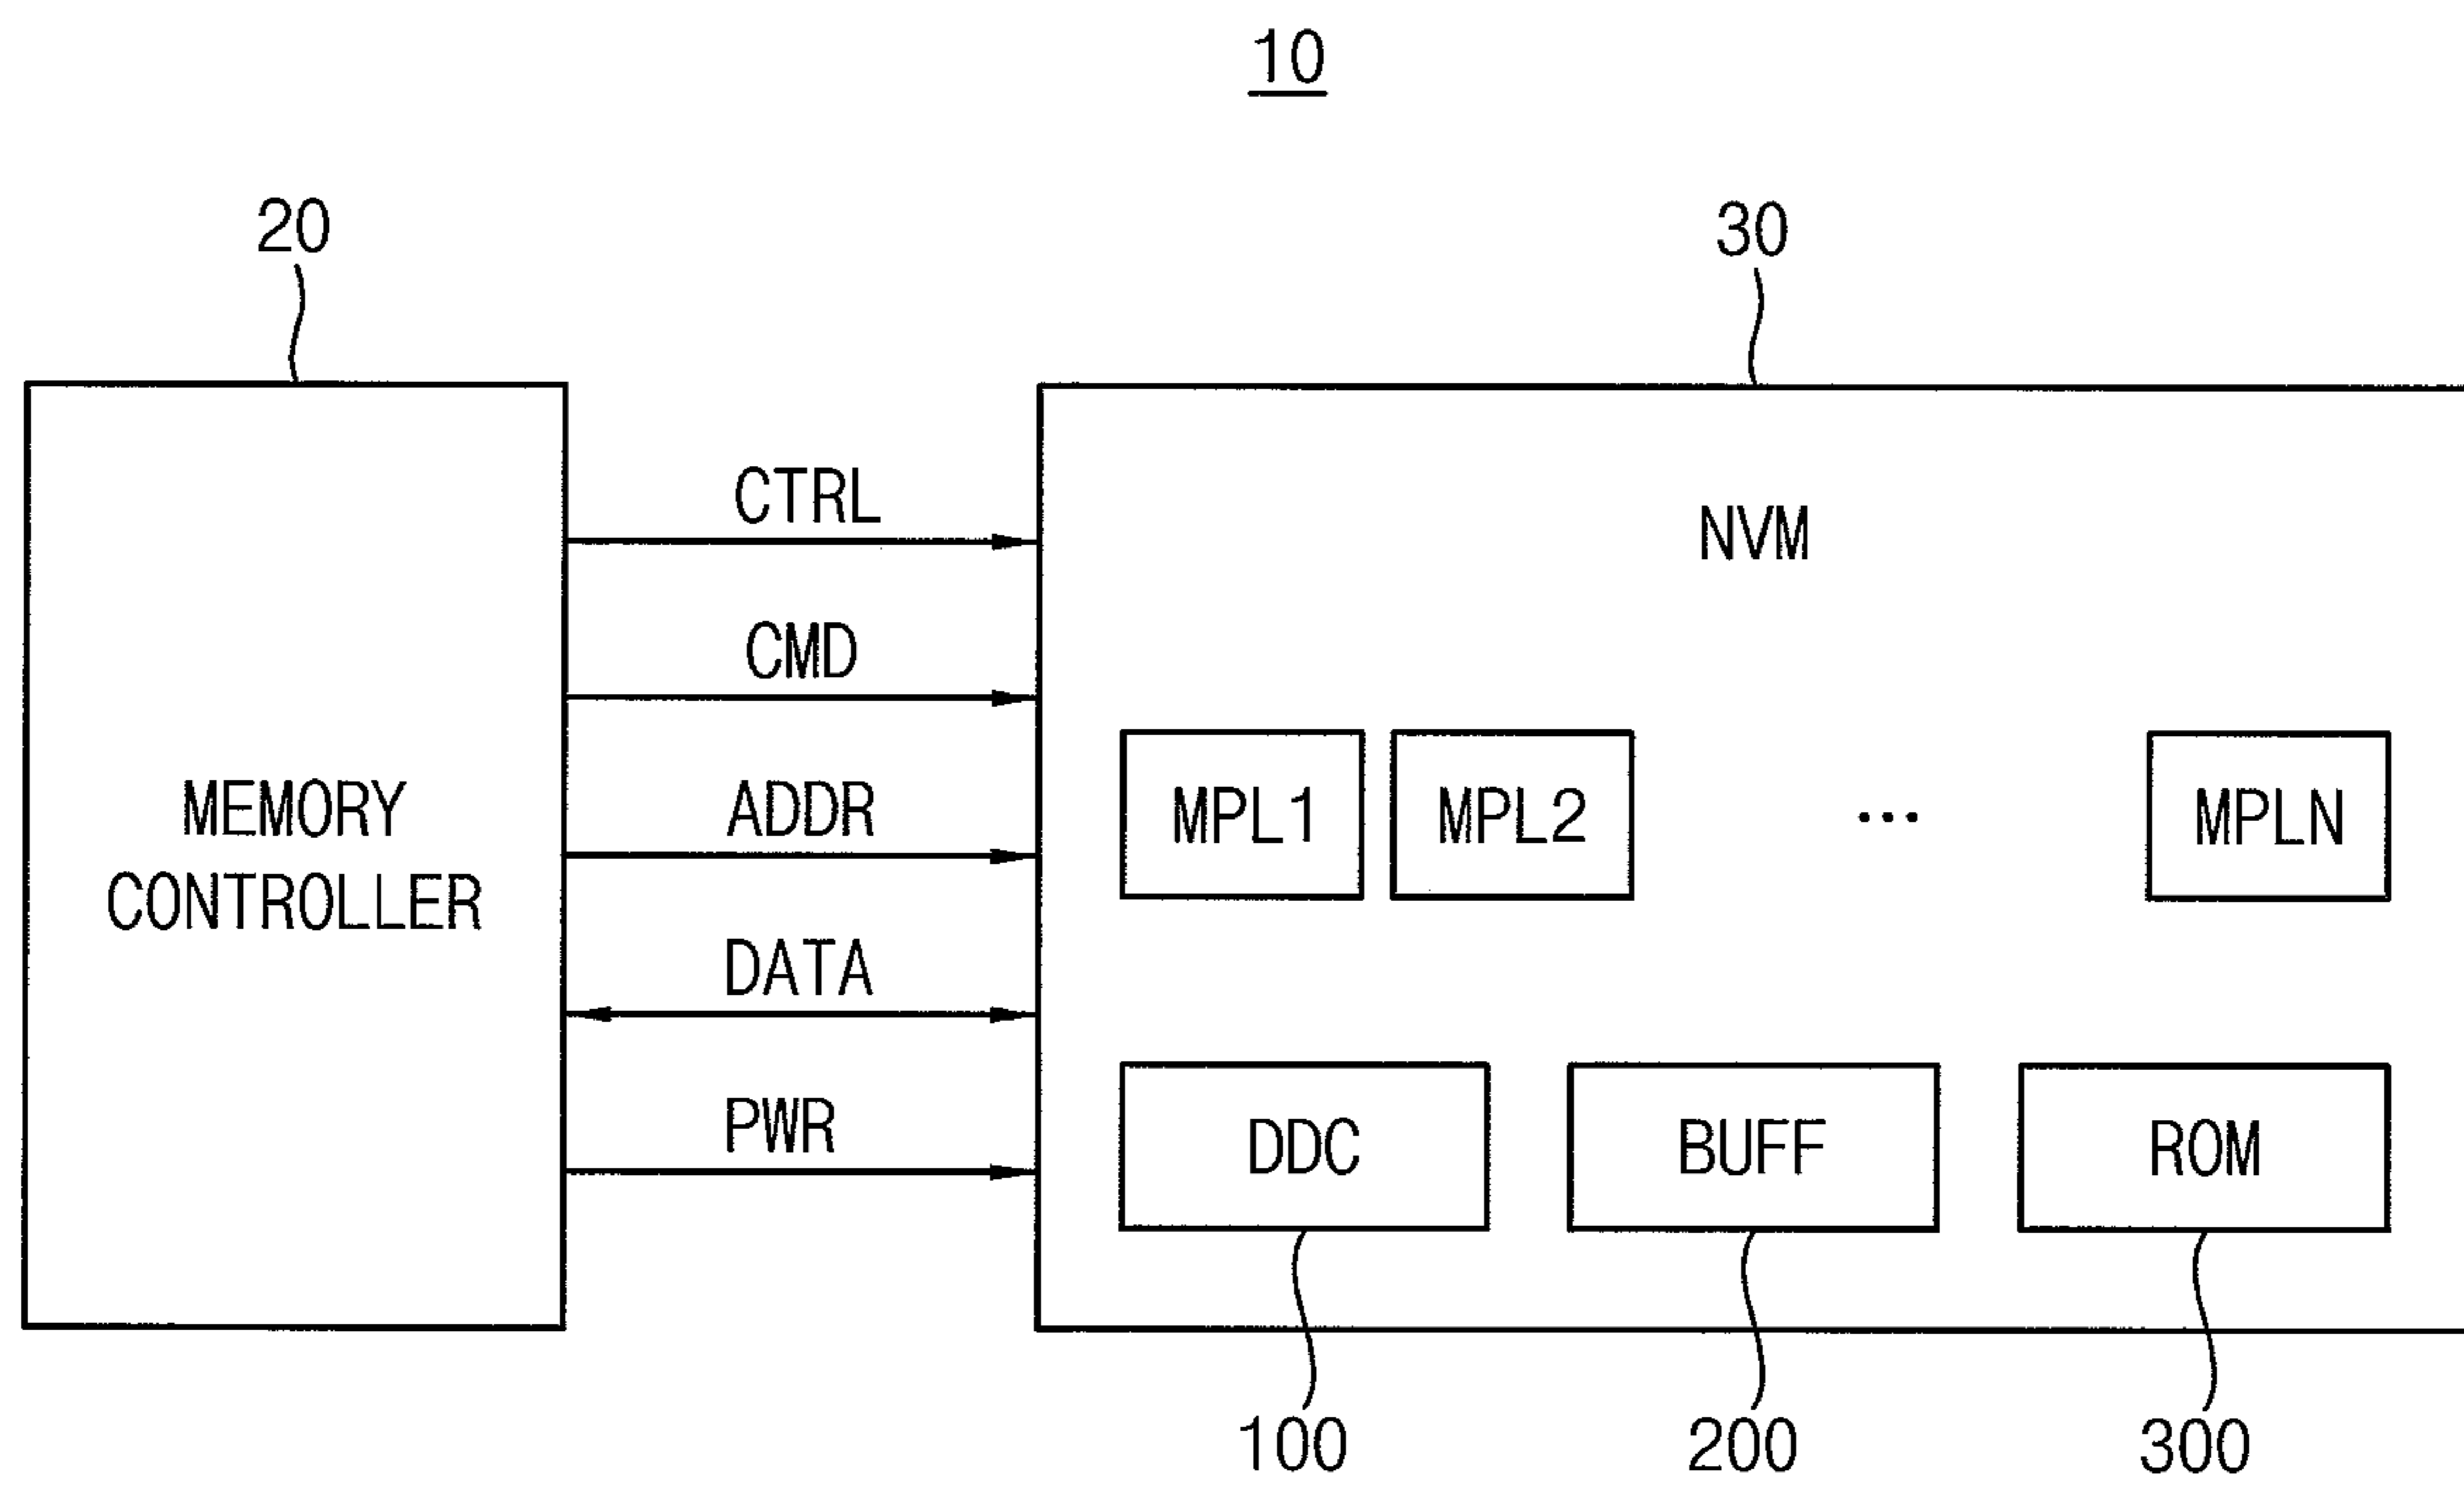 10
20
30
CTRL
NVM
CMD
MEMORY
CONTROLLER
ADDR
MPL1 MPL2 ... MPLN
DATA
PWR
DDC BUFF ROM
100 200 300